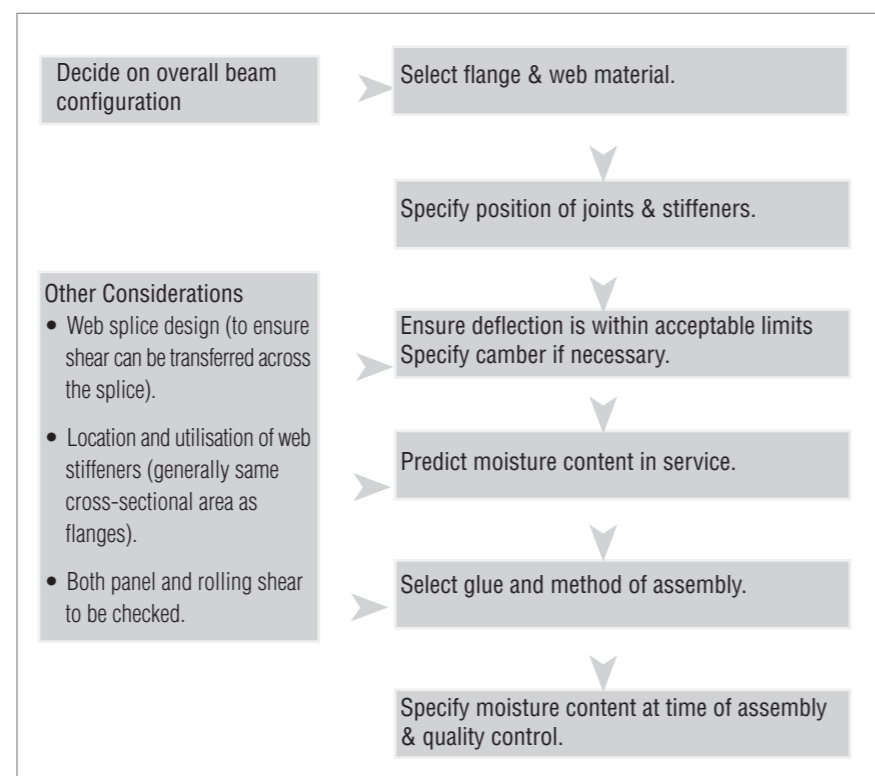 Decide on overall beam
configuration
Select flange & web material.
Specify position of joints & stiffeners.
Other Considerations
• Web splice design (to ensure
shear can be transferred across
the splice).
• Location and utilisation of web
stiffeners (generally same
cross-sectional area as
flanges).
• Both panel and rolling shear
to be checked.
Ensure deflection is within acceptable limits
Specify camber if necessary.
Predict moisture content in service.
Select glue and method of assembly.
Specify moisture content at time of assembly
& quality control.